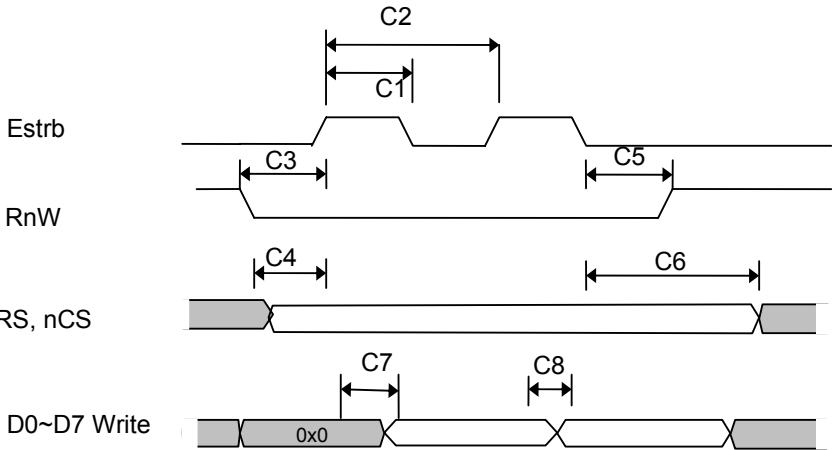 C2
C1
Estrb
C3
C5
RnW
C4
C6
RS, nCS
C7
C8
D0~D7 Write
0x0